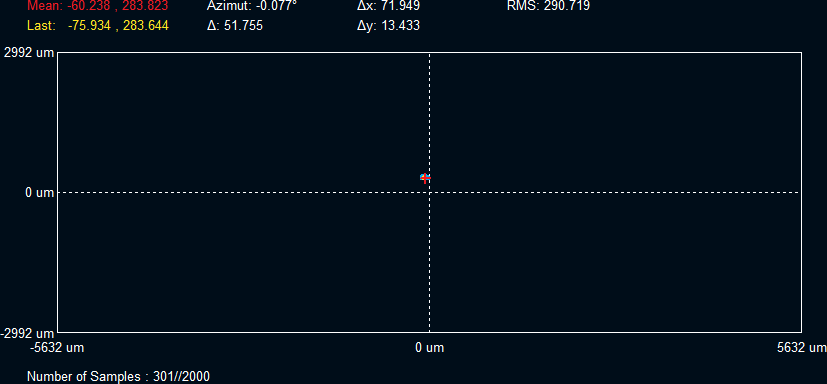 Mean: -60.238 , 283.823 Azimut: -0.077° Δx: 71.949 RMS: 290.719
Last: -75.934 , 283.644 Δ: 51.755 Δy: 13.433
2992 um
0 um
-2992 um
-5632 um 0 um 5632 um
Number of Samples : 301//2000